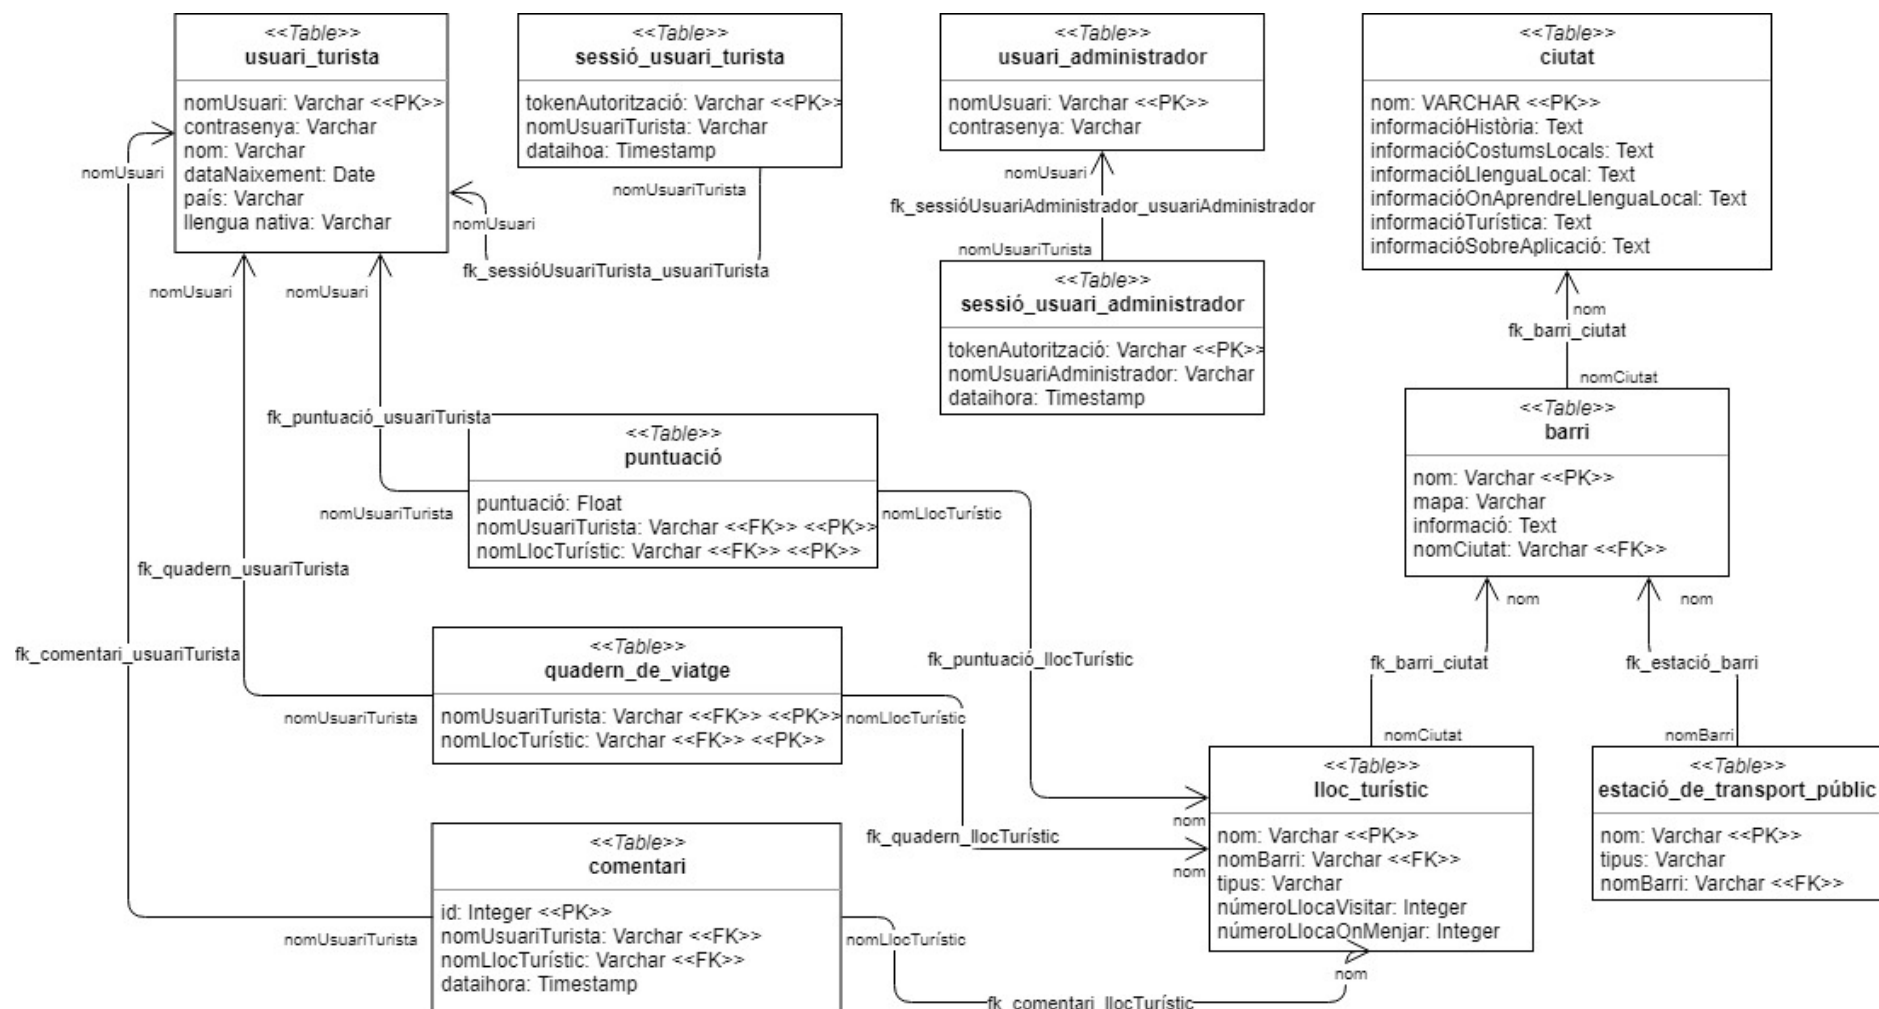 <<Table>>
usuari_turista
nomUsuari: Varchar <<PK>>
contrasenya: Varchar
nom: Varchar
dataNaixement: Date
país: Varchar
llengua nativa: Varchar
<<Table>>
sessió_usuari_turista
tokenAutorització: Varchar <<PK>>
nomUsuariTurista: Varchar
dataihoa: Timestamp
<<Table>>
usuari_administrador
nomUsuari: Varchar <<PK>>
contrasenya: Varchar
<<Table>>
ciutat
nom: VARCHAR <<PK>>
informacióHistòria: Text
informacióCostumsLocals: Text
informacióLlenguaLocal: Text
informacióOnAprendreLlenguaLocal: Text
informacióTurística: Text
informacióSobreAplicació: Text
nomUsuari
nomUsuariTurista
nomUsuari
fk_sessióUsuariTurista_usuariTurista
nomUsuari
fk_sessióUsuariAdministrador_usuariAdministrador
nomUsuariTurista
nomUsuari
nomUsuari
<<Table>>
sessió_usuari_administrador
tokenAutorització: Varchar <<PK>>
nomUsuariAdministrador: Varchar
dataihora: Timestamp
nom
fk_barri_ciutat
nomCiutat
<<Table>>
barri
nom: Varchar <<PK>>
mapa: Varchar
informació: Text
nomCiutat: Varchar <<FK>>
fk_puntuació_usuariTurista
<<Table>>
puntuació
puntuació: Float
nomUsuariTurista: Varchar <<FK>> <<PK>>
nomLlocTurístic: Varchar <<FK>> <<PK>>
nomUsuariTurista
nomLlocTurístic
fk_quadern_usuariTurista
nom
nom
fk_comentari_usuariTurista
<<Table>>
quadern_de_viatge
nomUsuariTurista: Varchar <<FK>> <<PK>>
nomLlocTurístic: Varchar <<FK>> <<PK>>
fk_puntuació_llocTurístic
fk_barri_ciutat
fk_estació_barri
nomUsuariTurista
nomLlocTurístic
nomCiutat
nomBarri
<<Table>>
lloc_turístic
nom: Varchar <<PK>>
nomBarri: Varchar <<FK>>
tipus: Varchar
númeroLlocaVisitar: Integer
númeroLlocaOnMenjar: Integer
<<Table>>
estació_de_transport_públic
nom: Varchar <<PK>>
tipus: Varchar
nomBarri: Varchar <<FK>>
nom
fk_quadern_llocTurístic
nom
<<Table>>
comentari
id: Integer <<PK>>
nomUsuariTurista: Varchar <<FK>>
nomLlocTurístic: Varchar <<FK>>
dataihora: Timestamp
nomUsuariTurista
nomLlocTurístic
nom
fk_comentari_llocTurístic